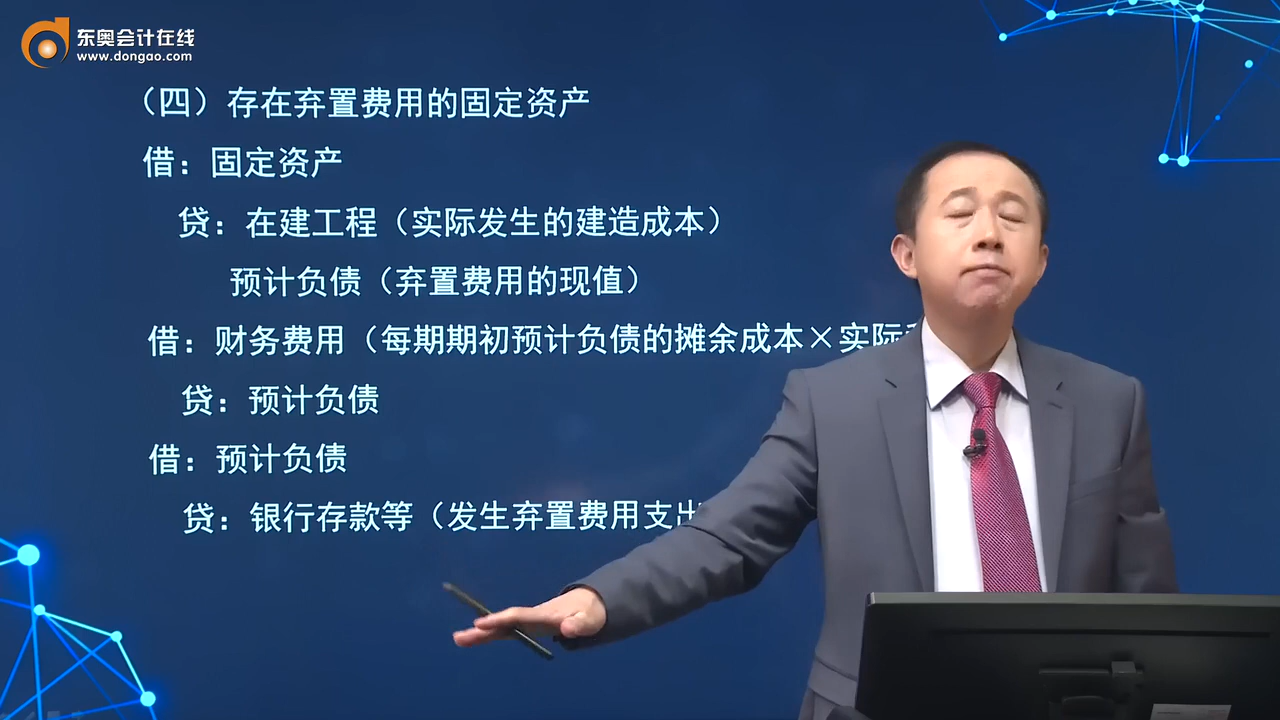 东奥会计在线
www.dongao.com
（四）存在弃置费用的固定资产
借：固定资产
贷：在建工程（实际发生的建造成本）
预计负债（弃置费用的现值）
借：财务费用（每期期初预计负债的摊余成本×实际
贷：预计负债
借：预计负债
贷：银行存款等（发生弃置费用支出